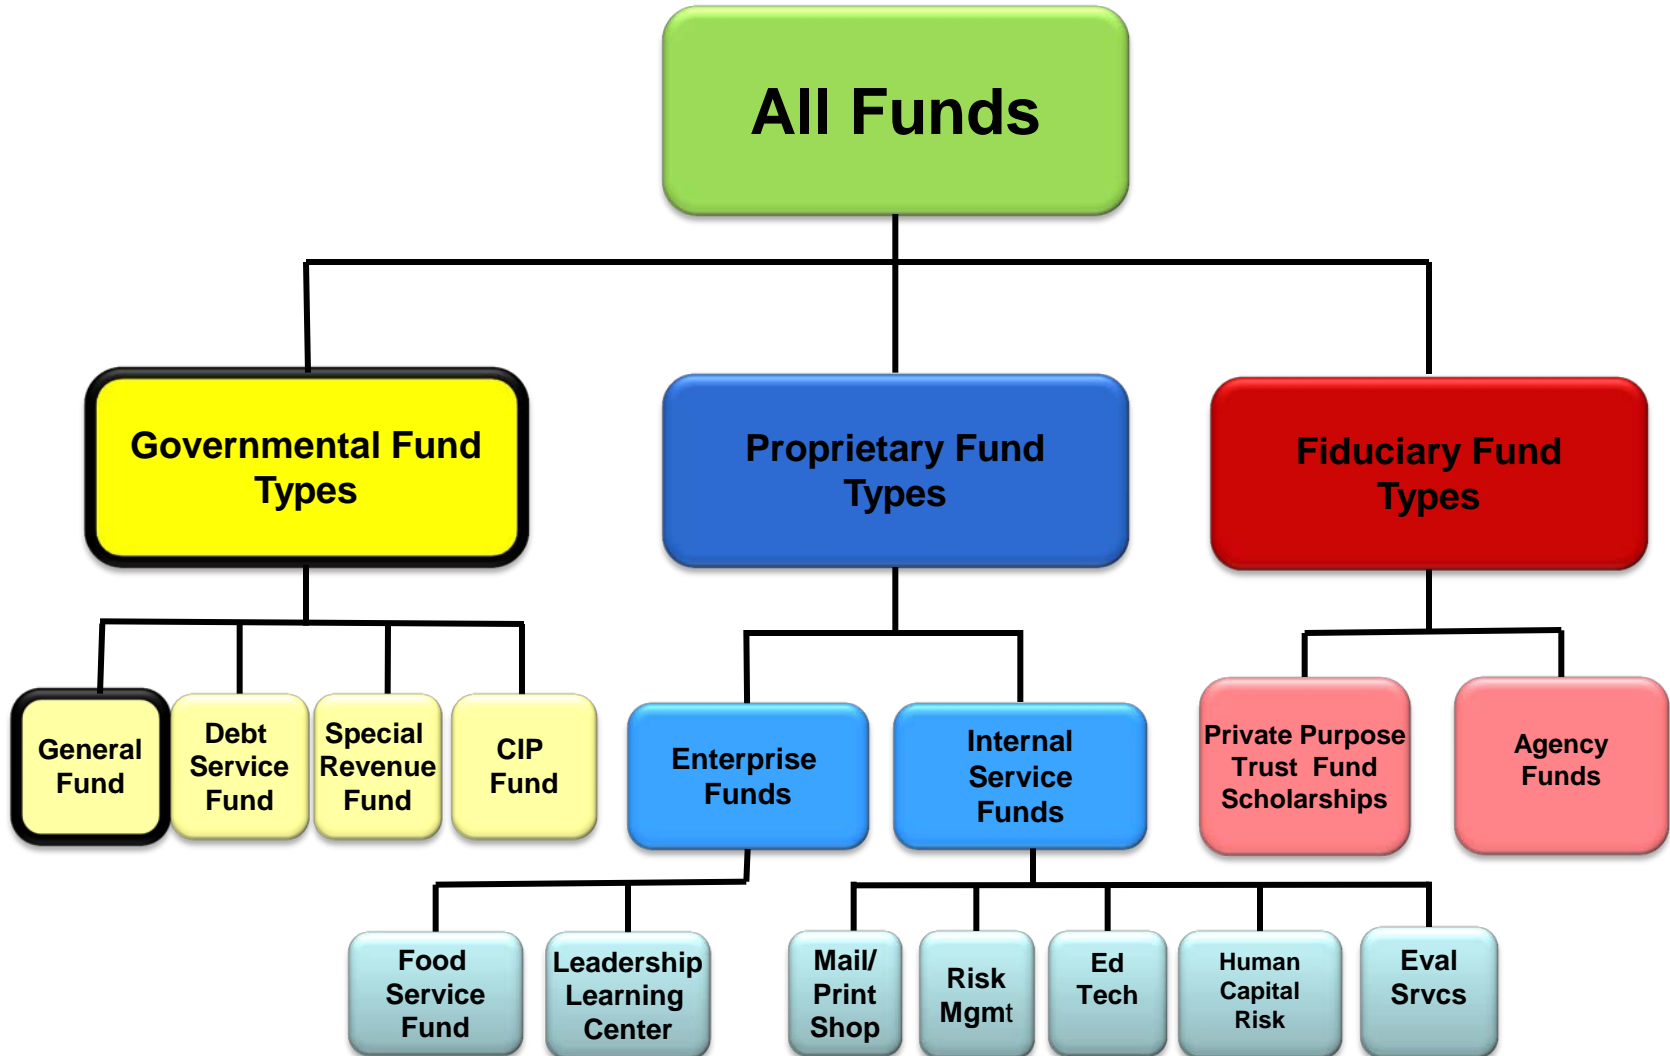 All Funds
Governmental Fund
Types
Proprietary Fund
Types
Fiduciary Fund
Types
General
Fund
Debt
Service
Fund
Special
Revenue
Fund
CIP
Fund
Enterprise
Funds
Internal
Service
Funds
Private Purpose
Trust Fund
Scholarships
Agency
Funds
Food
Service
Fund
Leadership
Learning
Center
Mail/
Print
Shop
Risk
Mgmt
Ed
Tech
Human
Capital
Risk
Eval
Srvcs